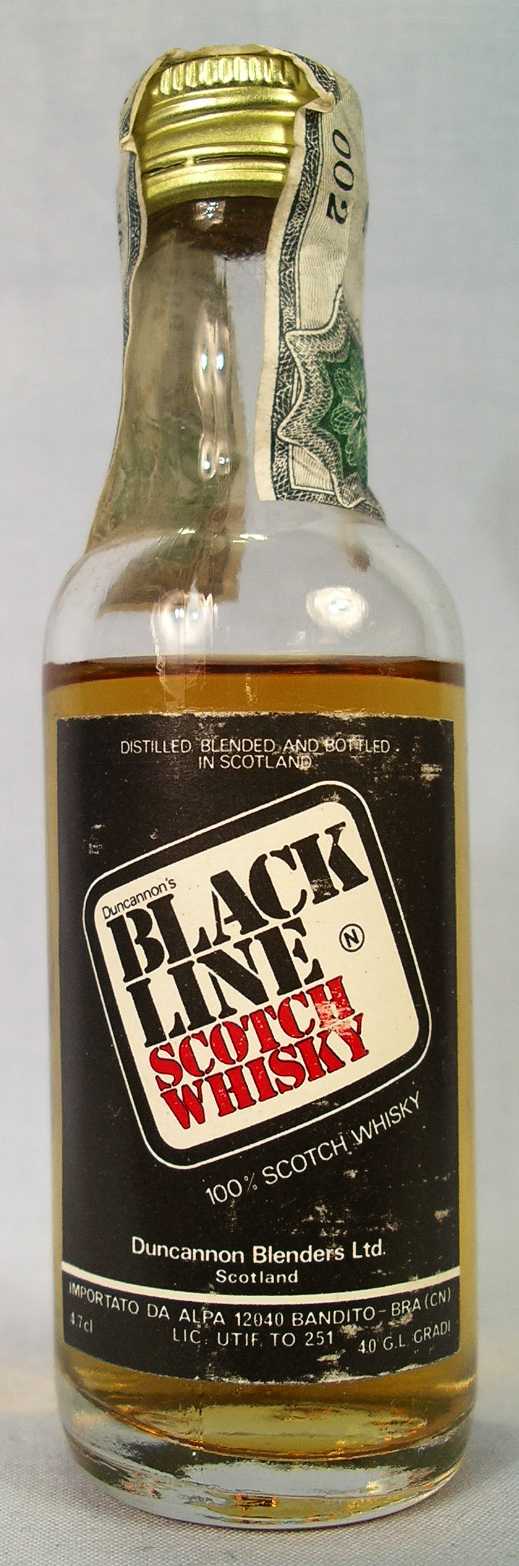 002
DISTILLED BLENDED AND BOTTLED
IN SCOTLAND
Duncannon's
BLACK
LINE
N
SCOTCH
WHISKY
100% SCOTCH WHISKY
Duncannon Blenders Ltd.
Scotland
IMPORTATO DA ALPA 12040 BANDITO - BRA (CN)
4.7cl LIC. UTIF. TO 251 40 G.L. GRADI